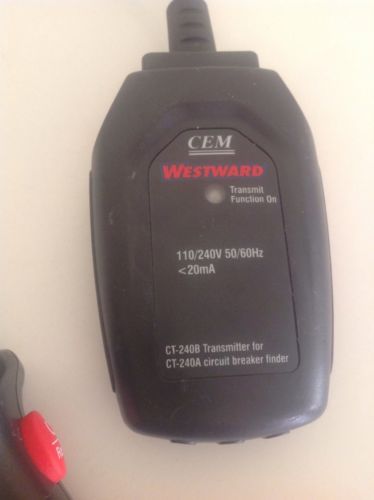 CEM
WESTWARD
Transmit
Function On
110/240V 50/60Hz
<20mA
CT-240B Transmitter for
CT-240A circuit breaker finder